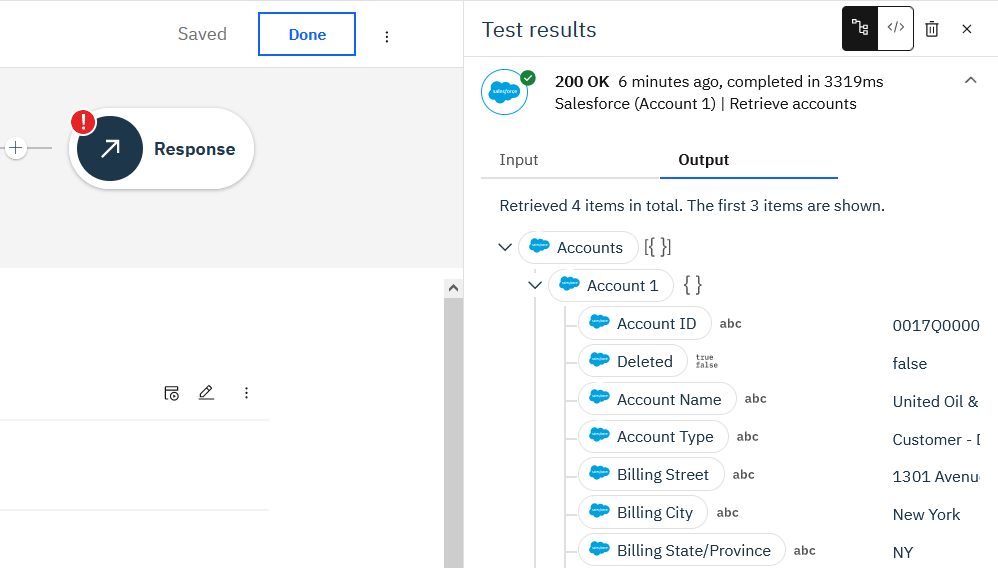 Saved
Done
Response
Test results
</>
salesforce
200 OK 6 minutes ago, completed in 3319ms
Salesforce (Account 1) | Retrieve accounts
Input
Output
Retrieved 4 items in total. The first 3 items are shown.
Accounts [{ }]
Account 1 { }
Account ID abc 0017Q0000
Deleted true false false
Account Name abc United Oil &
Account Type abc Customer -
Billing Street abc 1301 Avenu
Billing City abc New York
Billing State/Province abc NY